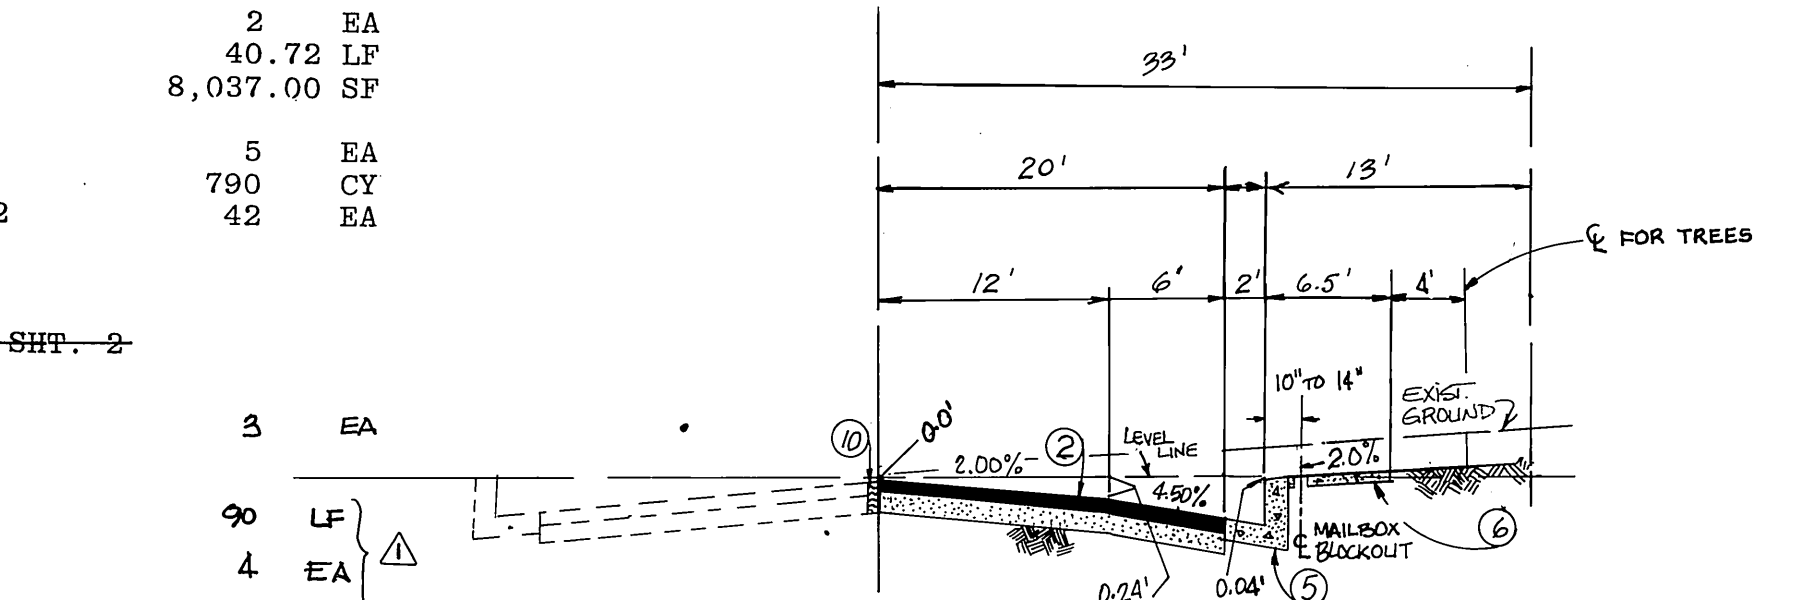 2 EA
40.72 LF
8,037.00 SF
5 EA
790 CY
2 42 EA
SHT. 2
3 EA
90 LF
4 EA
1
33'
20' 13'
℄ FOR TREES
12' 6' 2' 6.5' 4'
10" TO 14"
EXIST.
GROUND
10
0.0'
2.00%
2
LEVEL
LINE
4.50%
2.0%
℄ MAILBOX
BLOCKOUT
6
0.24'
0.04'
5